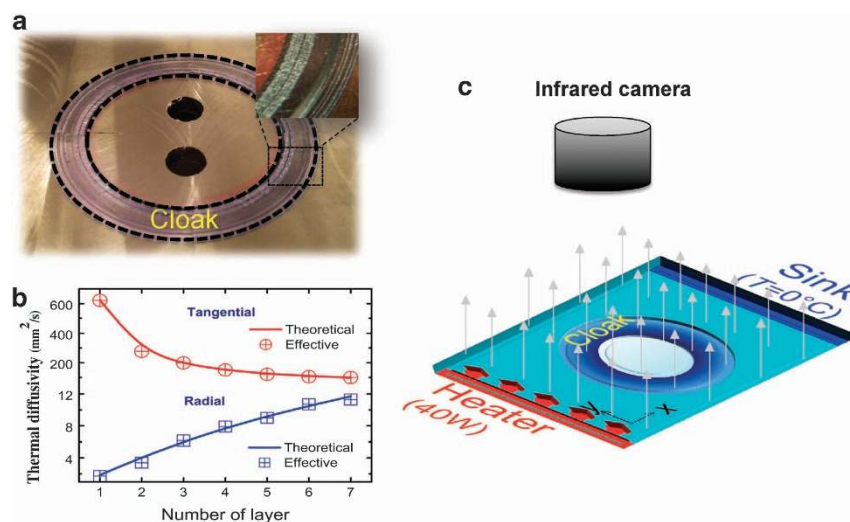 a
Cloak
b
Thermal diffusivity (mm²/s)
600
400
200
12
8
4
Tangential
Theoretical
Effective
Radial
Theoretical
Effective
1 2 3 4 5 6 7
Number of layer
c
Infrared camera
Sink
(T=0°C)
Cloak
Heater
(40W)
y
x